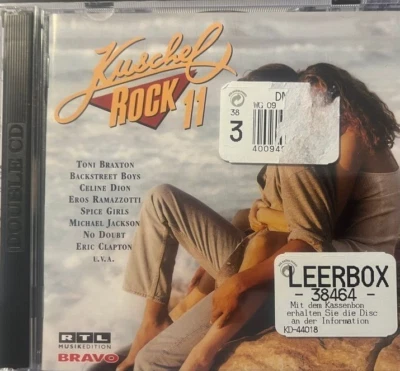 Kuschel
ROCK 11
DOUBLE CD
MG 09
38
3
TONI BRAXTON
BACKSTREET BOYS
CELINE DION
EROS RAMAZZOTTI
SPICE GIRLS
MICHAEL JACKSON
NO DOUBT
ERIC CLAPTON
U.V.A.
LEERBOX
- 38464 -
Mit dem Kassenbon
erhalten Sie die Disc
an der Information
KD-44018
RTL
MUSIKEDITION
BRAVO